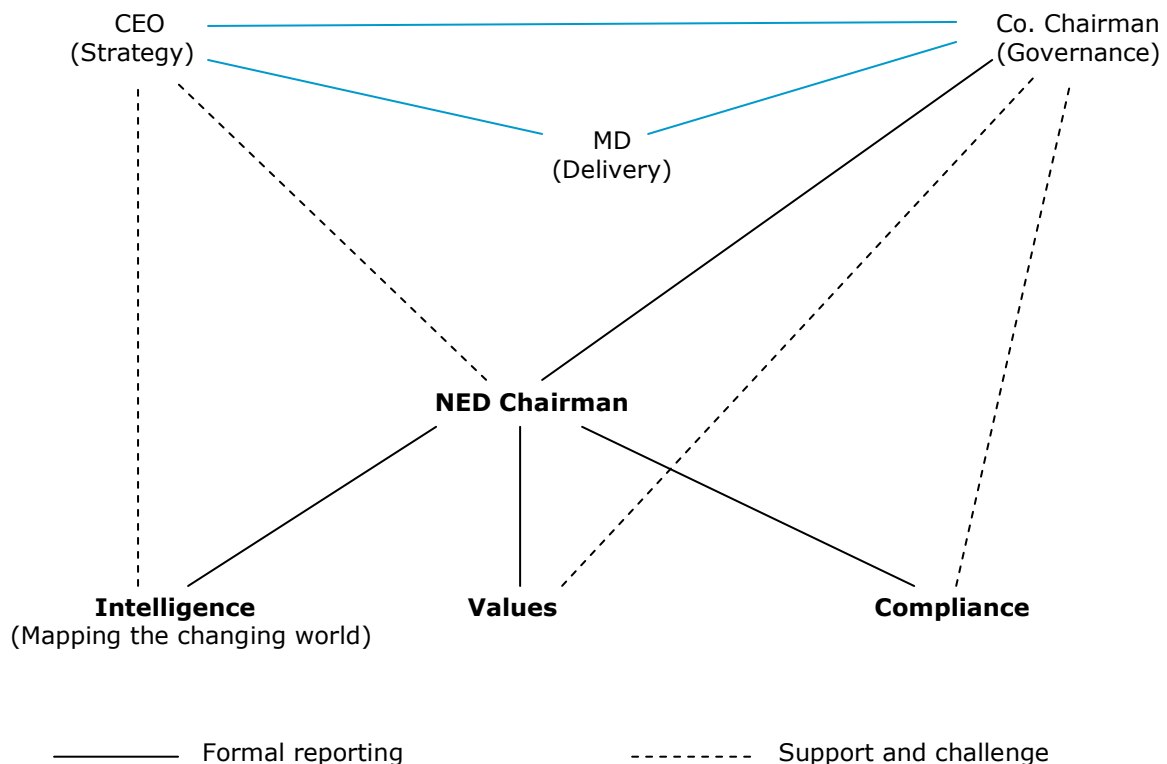 CEO
(Strategy)
Co. Chairman
(Governance)
MD
(Delivery)
NED Chairman
Intelligence
(Mapping the changing world)
Values
Compliance
Formal reporting
Support and challenge